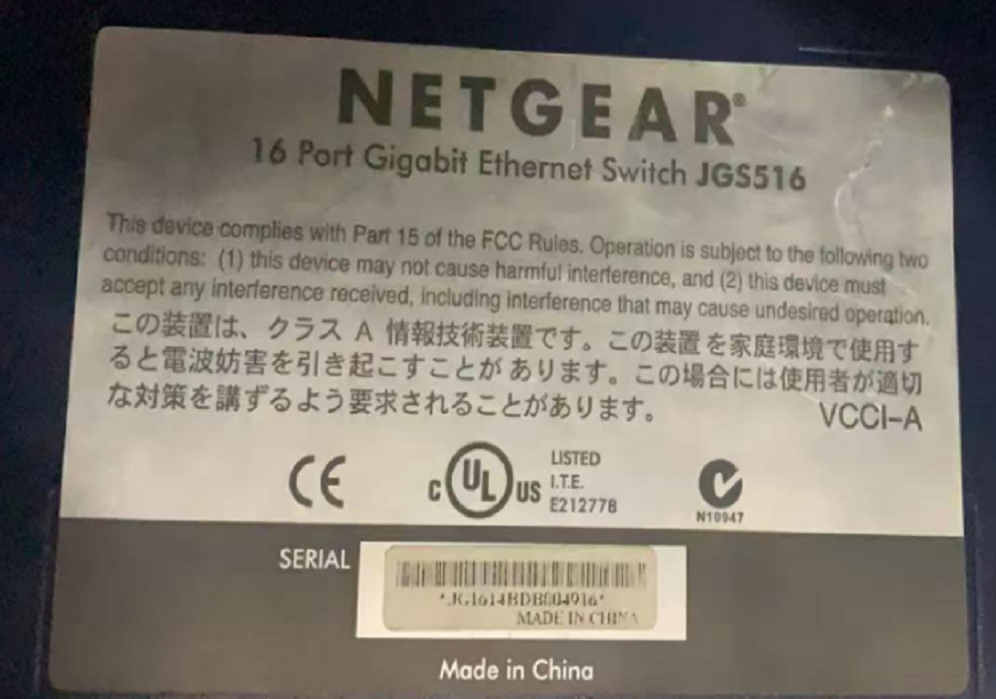 NETGEAR®
16 Port Gigabit Ethernet Switch JGS516
This device complies with Part 15 of the FCC Rules. Operation is subject to the following two
conditions: (1) this device may not cause harmful interference, and (2) this device must
accept any interference received, including interference that may cause undesired operation.
この装置は、クラス A 情報技術装置です。この装置を家庭環境で使用す
ると電波妨害を引き起こすことがあります。この場合には使用者が適切
な対策を講ずるよう要求されることがあります。 VCCI-A
CE
C UL US
LISTED
I.T.E.
E212778
N10947
SERIAL
*JG1614BDB004916*
MADE IN CHINA
Made in China